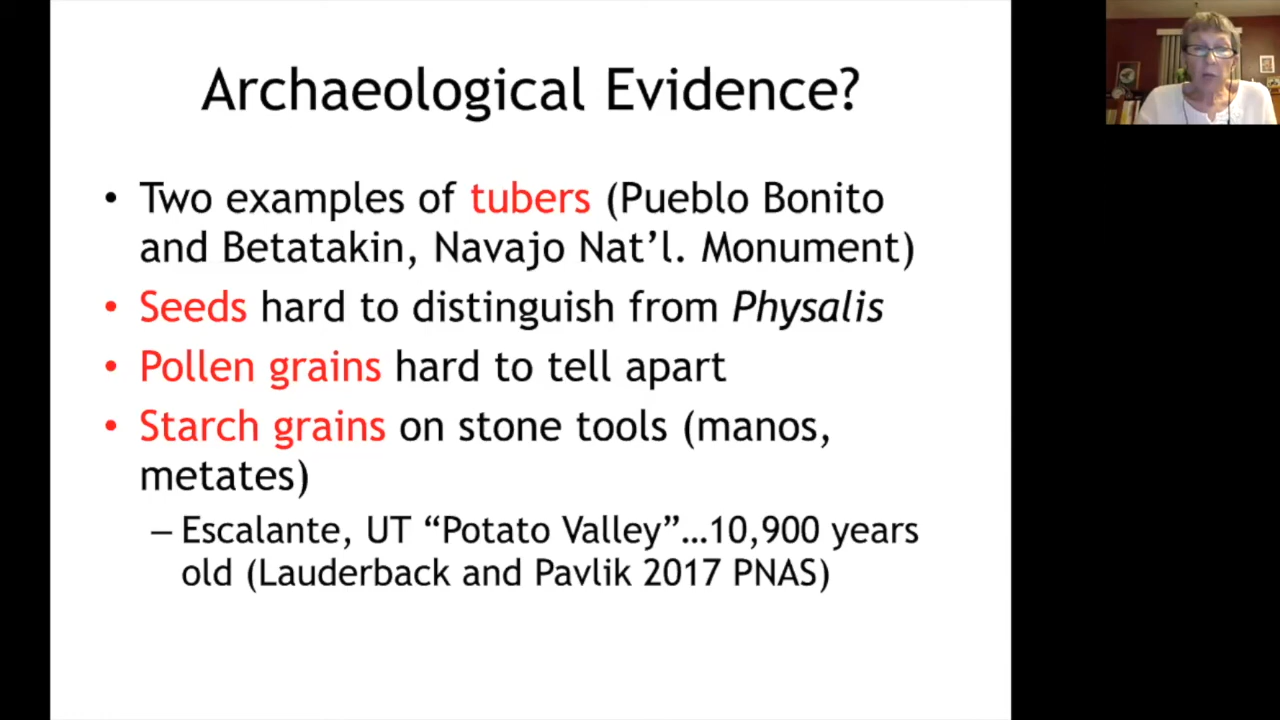 Archaeological Evidence?
• Two examples of tubers (Pueblo Bonito
and Betatakin, Navajo Nat’l. Monument)
• Seeds hard to distinguish from Physalis
• Pollen grains hard to tell apart
• Starch grains on stone tools (manos,
metates)
– Escalante, UT “Potato Valley”…10,900 years
old (Lauderback and Pavlik 2017 PNAS)